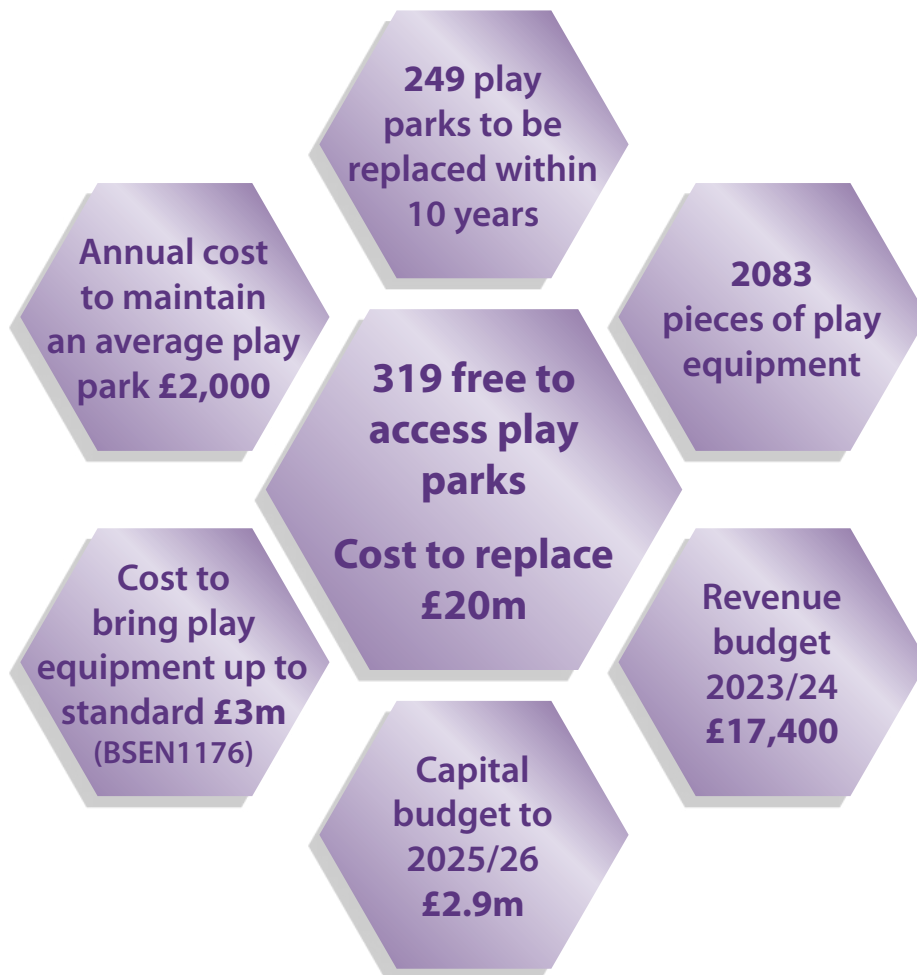 249 play
parks to be
replaced within
10 years
Annual cost
to maintain
an average play
park £2,000
2083
pieces of play
equipment
319 free to
access play
parks
Cost to replace
£20m
Cost to
bring play
equipment up to
standard £3m
(BSEN1176)
Revenue
budget
2023/24
£17,400
Capital
budget to
2025/26
£2.9m